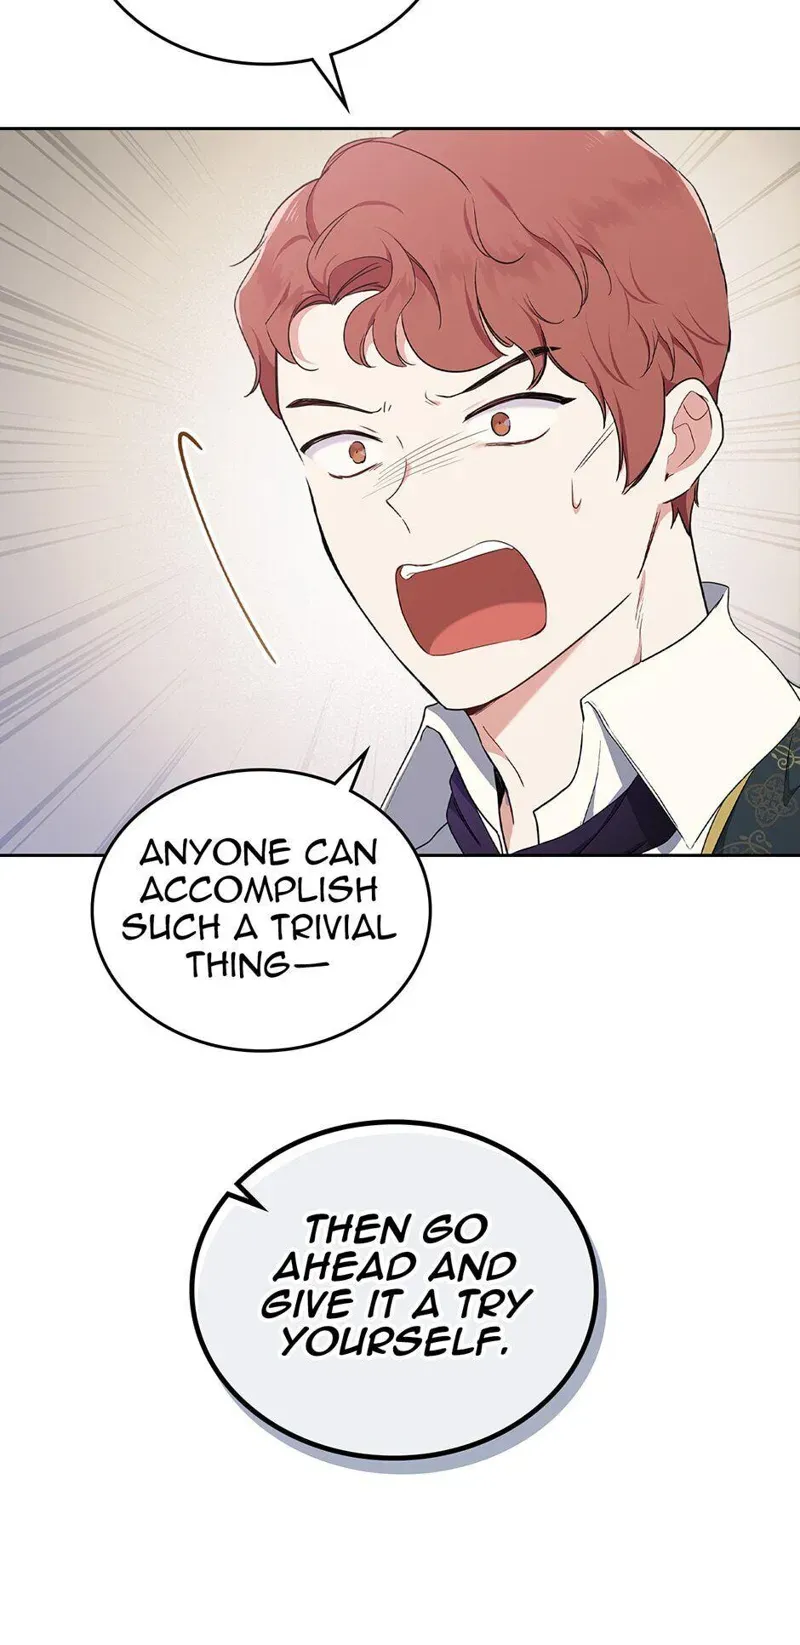 ANYONE CAN
ACCOMPLISH
SUCH A TRIVIAL
THING—
THEN GO
AHEAD AND
GIVE IT A TRY
YOURSELF.